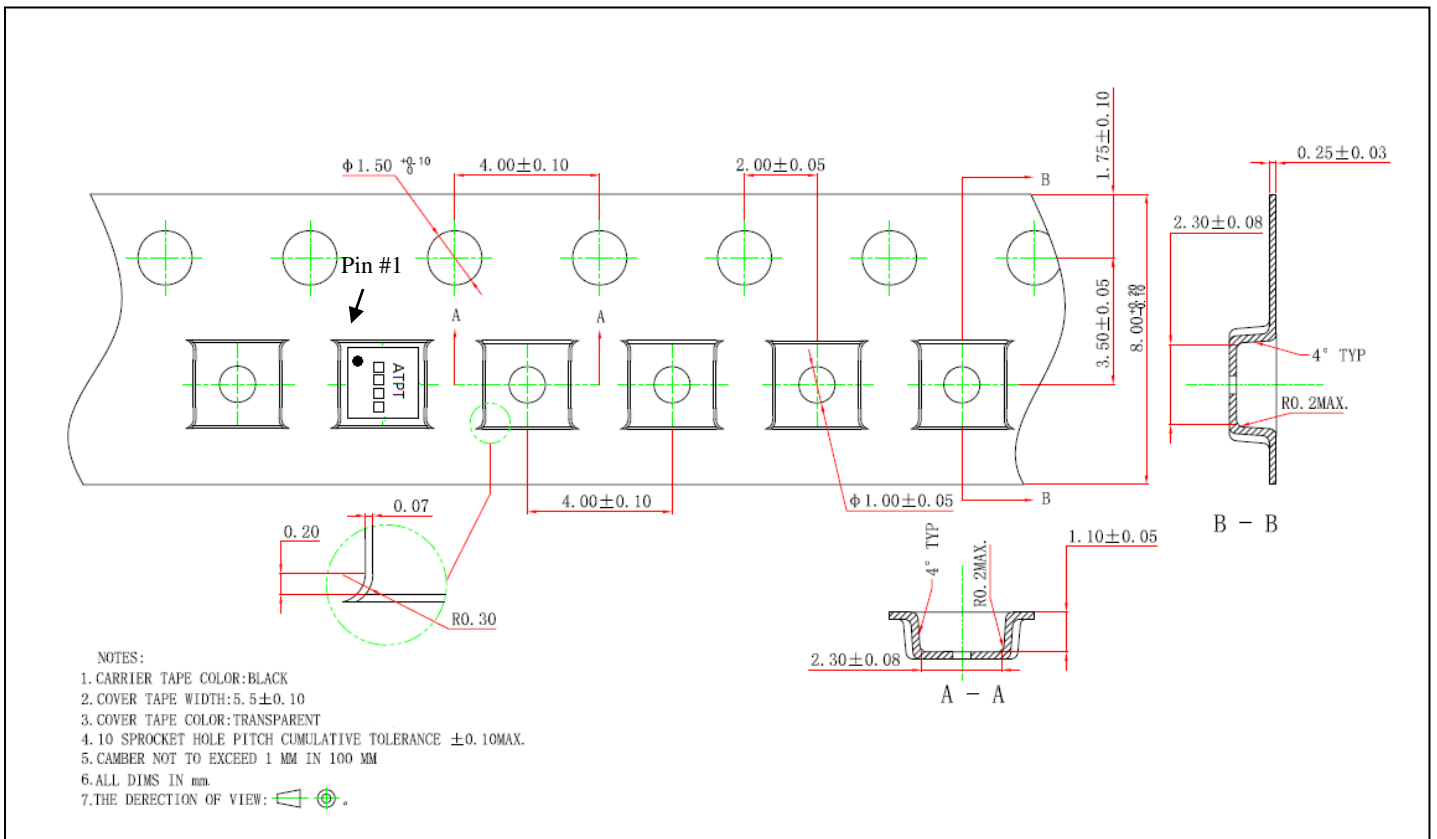 1.75±0.10
0.25±0.03
φ1.50 +0.10 0
4.00±0.10
2.00±0.05
B
2.30±0.08
Pin #1
A
A
3.50±0.05
8.00
4° TYP
ATPT
R0.2MAX.
4.00±0.10
φ1.00±0.05
B
0.07
0.20
R0.30
B - B
4° TYP
R0.2MAX.
1.10±0.05
2.30±0.08
A - A
NOTES:
1.CARRIER TAPE COLOR:BLACK
2.COVER TAPE WIDTH:5.5±0.10
3.COVER TAPE COLOR:TRANSPARENT
4.10 SPROCKET HOLE PITCH CUMULATIVE TOLERANCE ±0.10MAX.
5.CAMBER NOT TO EXCEED 1 MM IN 100 MM
6.ALL DIMS IN mm.
7.THE DERECTION OF VIEW: